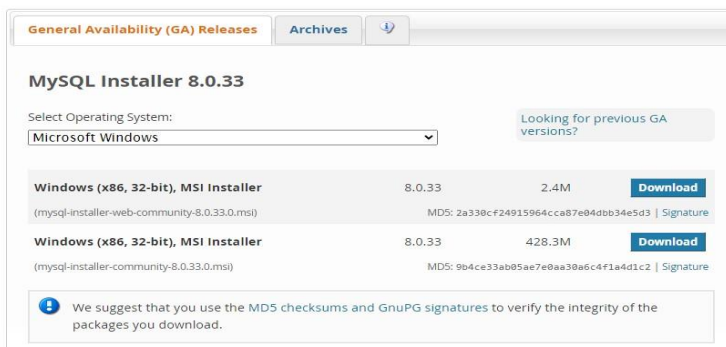 General Availability (GA) Releases
Archives
MySQL Installer 8.0.33
Select Operating System:
Microsoft Windows
Looking for previous GA
versions?
Windows (x86, 32-bit), MSI Installer 8.0.33 2.4M Download
(mysql-installer-web-community-8.0.33.0.msi) MD5: 2a330cf24915964cca87e04dbb34e5d3 | Signature
Windows (x86, 32-bit), MSI Installer 8.0.33 428.3M Download
(mysql-installer-community-8.0.33.0.msi) MD5: 9b4ce33ab05ae7e0aa30a6c4f1a4d1c2 | Signature
We suggest that you use the MD5 checksums and GnuPG signatures to verify the integrity of the
packages you download.